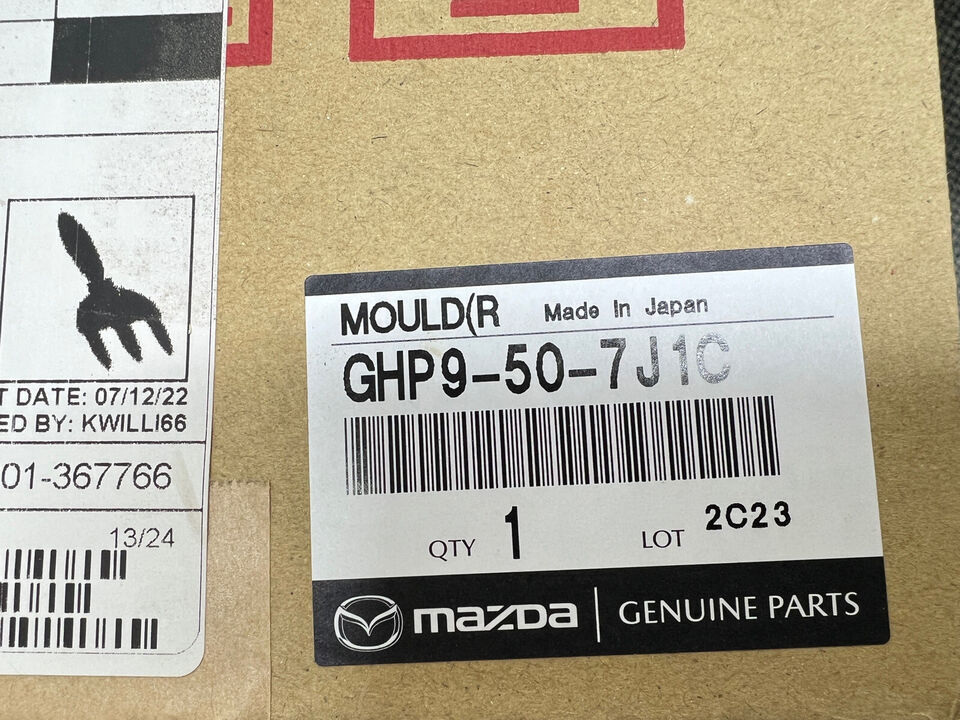 T DATE: 07/12/22
ED BY: KWILLI66
01-367766
13/24
MOULD(R Made In Japan
GHP9-50-7J1C
QTY 1 LOT 2C23
mazda | GENUINE PARTS